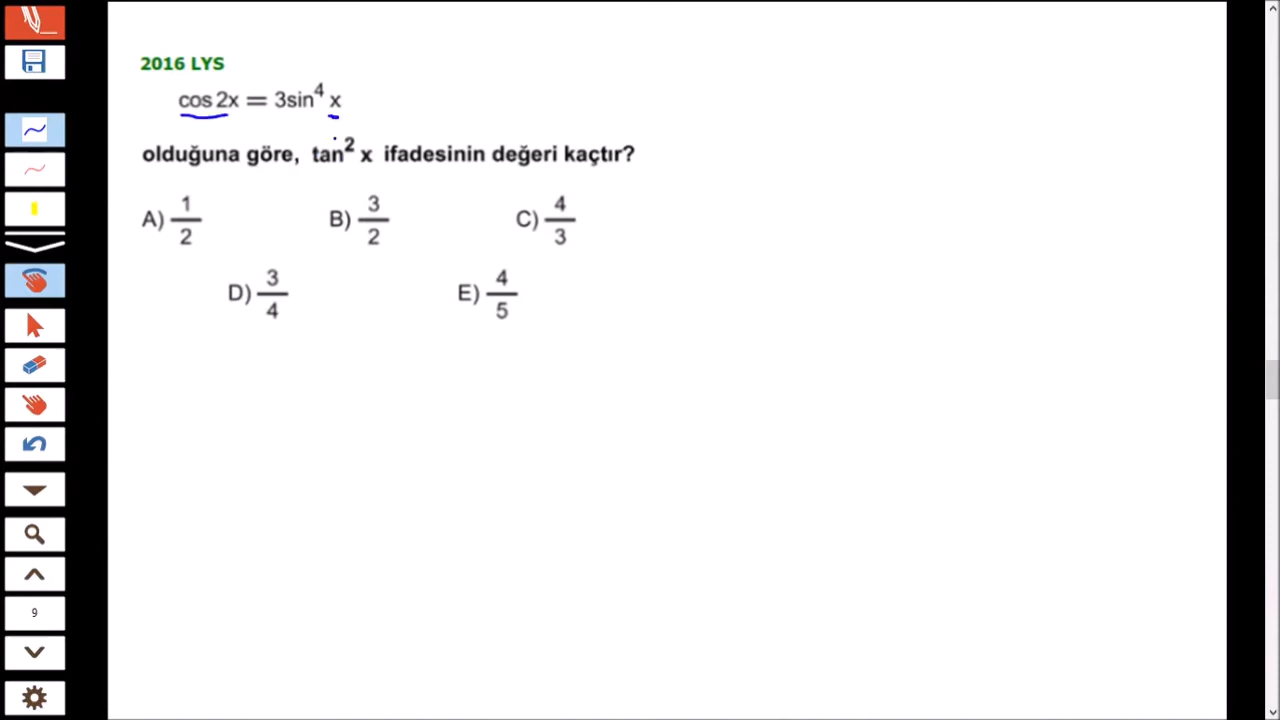 2016 LYS
cos 2x = 3sin⁴ x
olduğuna göre, tan² x ifadesinin değeri kaçtır?
A) 1/2 B) 3/2 C) 4/3
D) 3/4 E) 4/5
9